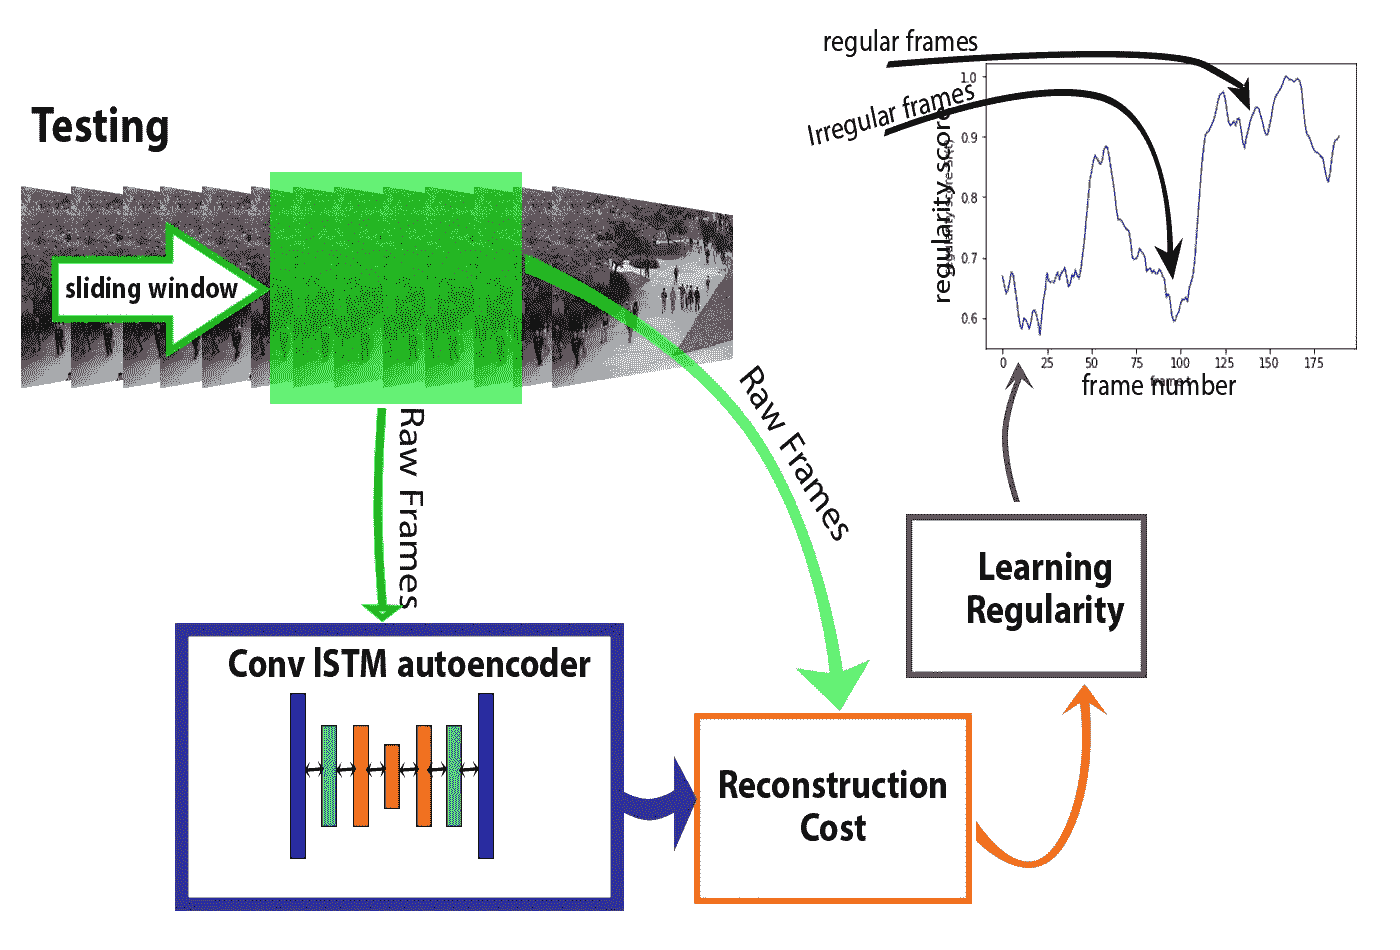 regular frames
Irregular frames
Testing
sliding window
regularity score
1.0
0.9
0.8
0.7
0.6
0
25
50
75
100
125
150
175
frame number
Raw Frames
Raw Frames
Learning
Regularity
Conv lSTM autoencoder
Reconstruction
Cost